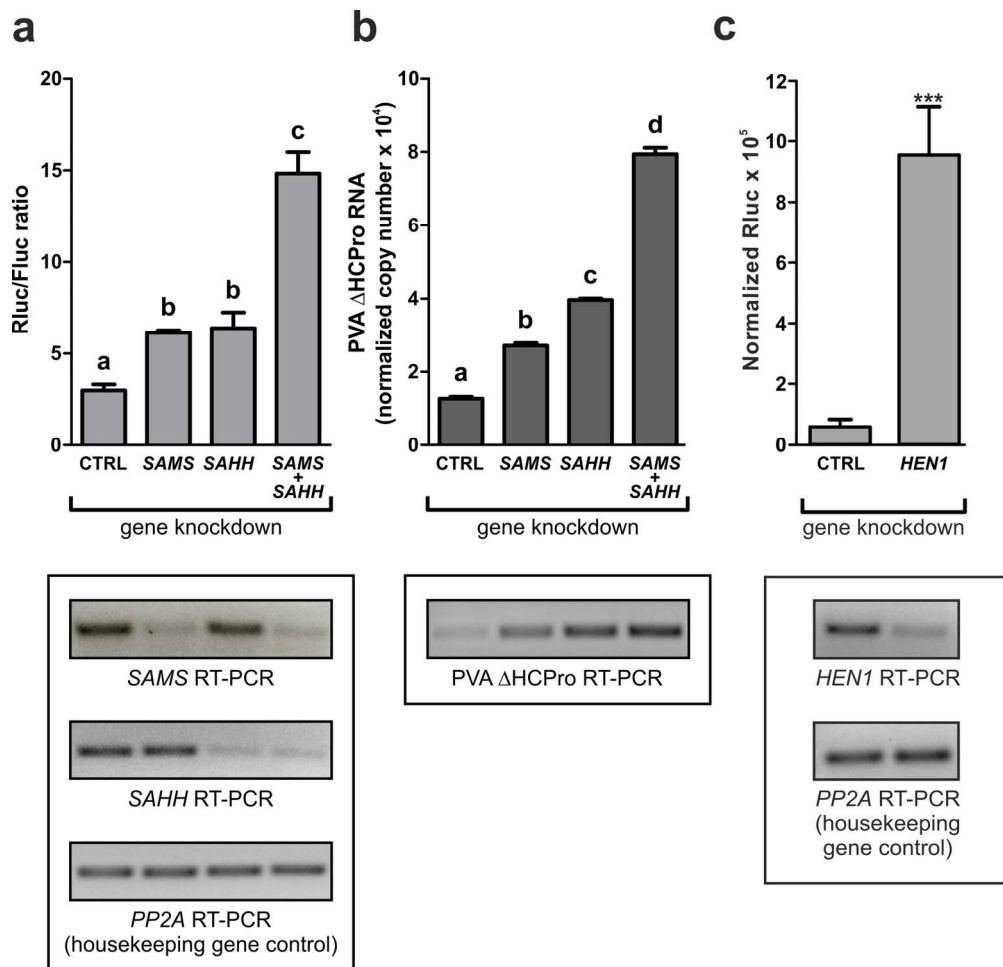 a
Rluc/Fluc ratio
20
15
10
5
0
a
b
b
c
CTRL SAMS SAHH SAMS
+
SAHH
gene knockdown
SAMS RT-PCR
SAHH RT-PCR
PP2A RT-PCR
(housekeeping gene control)
b
PVA ΔHCPro RNA
(normalized copy number x 10⁴)
10
8
6
4
2
0
a
b
c
d
CTRL SAMS SAHH SAMS
+
SAHH
gene knockdown
PVA ΔHCPro RT-PCR
c
Normalized Rluc x 10⁵
12
10
8
6
4
2
0
***
CTRL HEN1
gene knockdown
HEN1 RT-PCR
PP2A RT-PCR
(housekeeping
gene control)